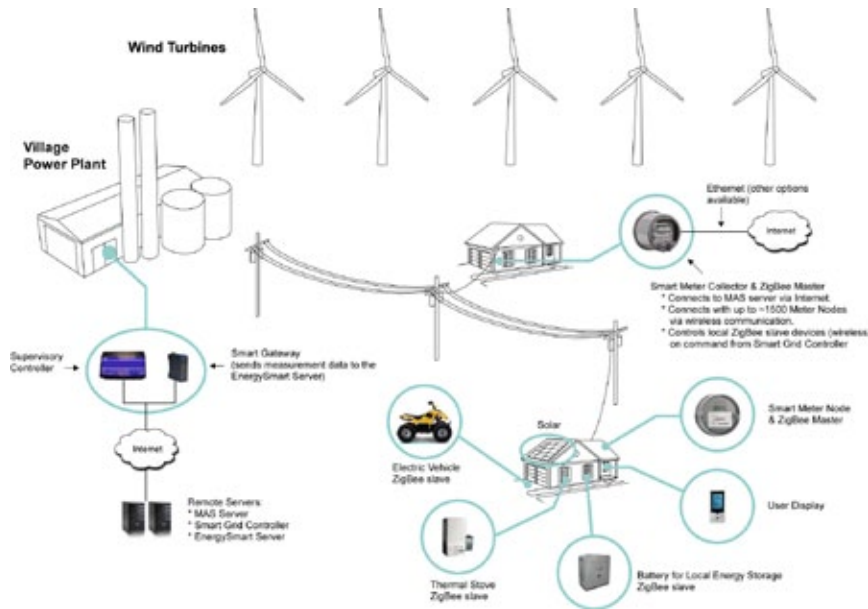 Wind Turbines
Village
Power Plant
Ethernet (other options
available)
Internet
Smart Meter Collector & ZigBee Master
* Connects to MAS server via Internet.
* Connects with up to ~1500 Meter Nodes
via wireless communication.
* Controls local ZigBee slave devices (wireless
on command from Smart Grid Controller
Supervisory
Controller
Smart Gateway
(sends measurement data to the
EnergySmart Server)
Internet
Remote Servers:
* MAS Server
* Smart Grid Controller
* EnergySmart Server
Solar
Electric Vehicle
ZigBee slave
Smart Meter Node
& ZigBee Master
User Display
Thermal Stove
ZigBee slave
Battery for Local Energy Storage
ZigBee slave